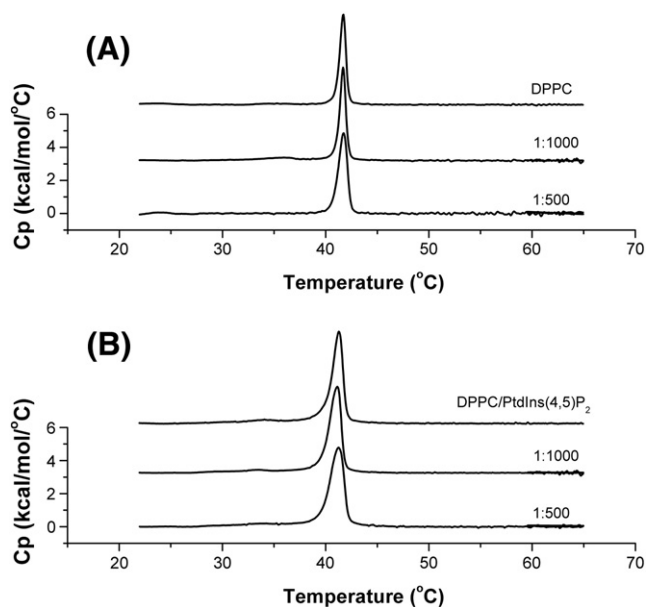 (A)
DPPC
1:1000
1:500
Cp (kcal/mol/°C)
6
4
2
0
20 30 40 50 60 70
Temperature (°C)
(B)
DPPC/PtdIns(4,5)P₂
1:1000
1:500
Cp (kcal/mol/°C)
6
4
2
0
20 30 40 50 60 70
Temperature (°C)